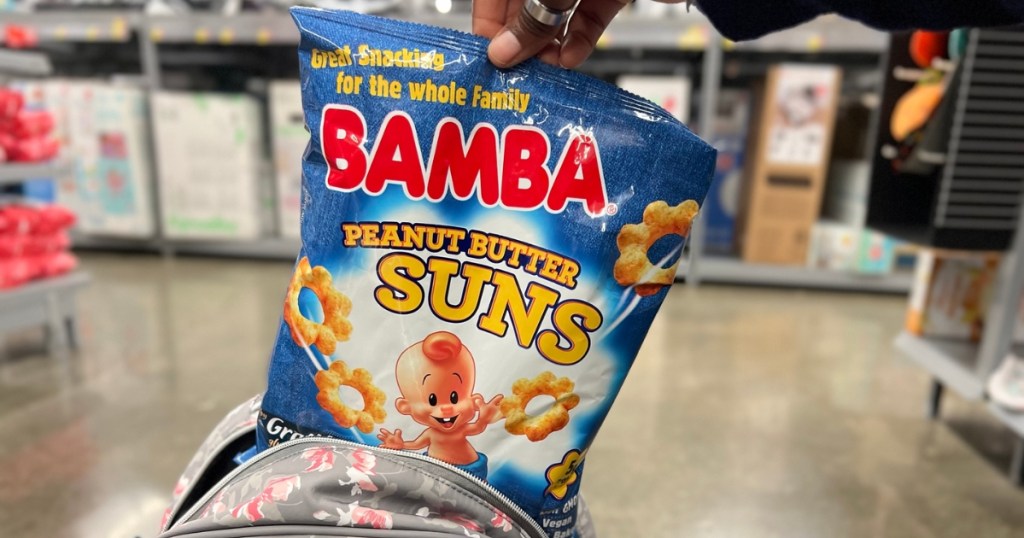 Great Snacking
for the whole Family
BAMBA®
PEANUT BUTTER
SUNS
Vegan